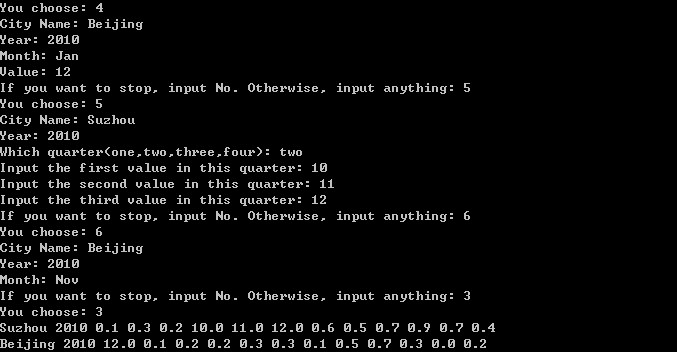 You choose: 4
City Name: Beijing
Year: 2010
Month: Jan
Value: 12
If you want to stop, input No. Otherwise, input anything: 5
You choose: 5
City Name: Suzhou
Year: 2010
Which quarter(one,two,three,four): two
Input the first value in this quarter: 10
Input the second value in this quarter: 11
Input the third value in this quarter: 12
If you want to stop, input No. Otherwise, input anything: 6
You choose: 6
City Name: Beijing
Year: 2010
Month: Nov
If you want to stop, input No. Otherwise, input anything: 3
You choose: 3
Suzhou 2010 0.1 0.3 0.2 10.0 11.0 12.0 0.6 0.5 0.7 0.9 0.7 0.4
Beijing 2010 12.0 0.1 0.2 0.2 0.3 0.3 0.1 0.5 0.7 0.3 0.0 0.2